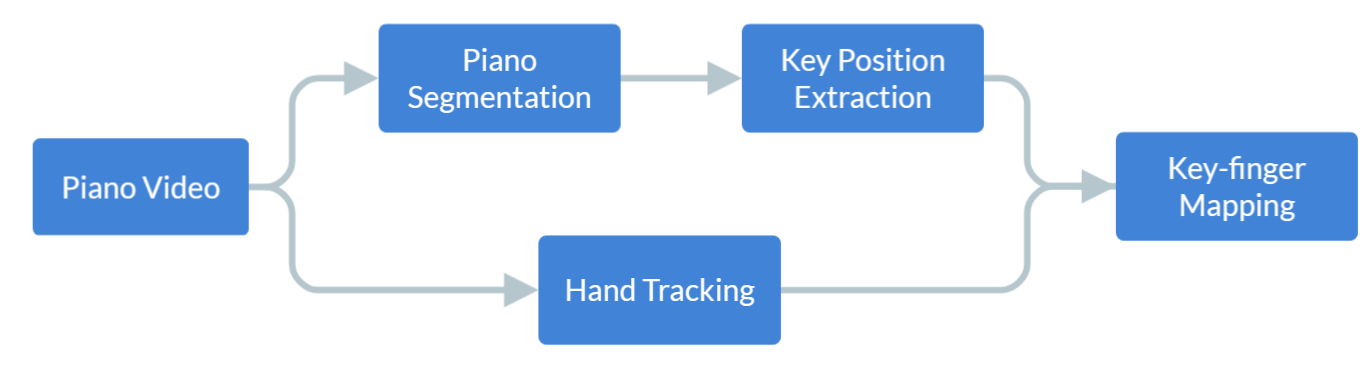 Piano Video
Piano
Segmentation
Key Position
Extraction
Hand Tracking
Key-finger
Mapping